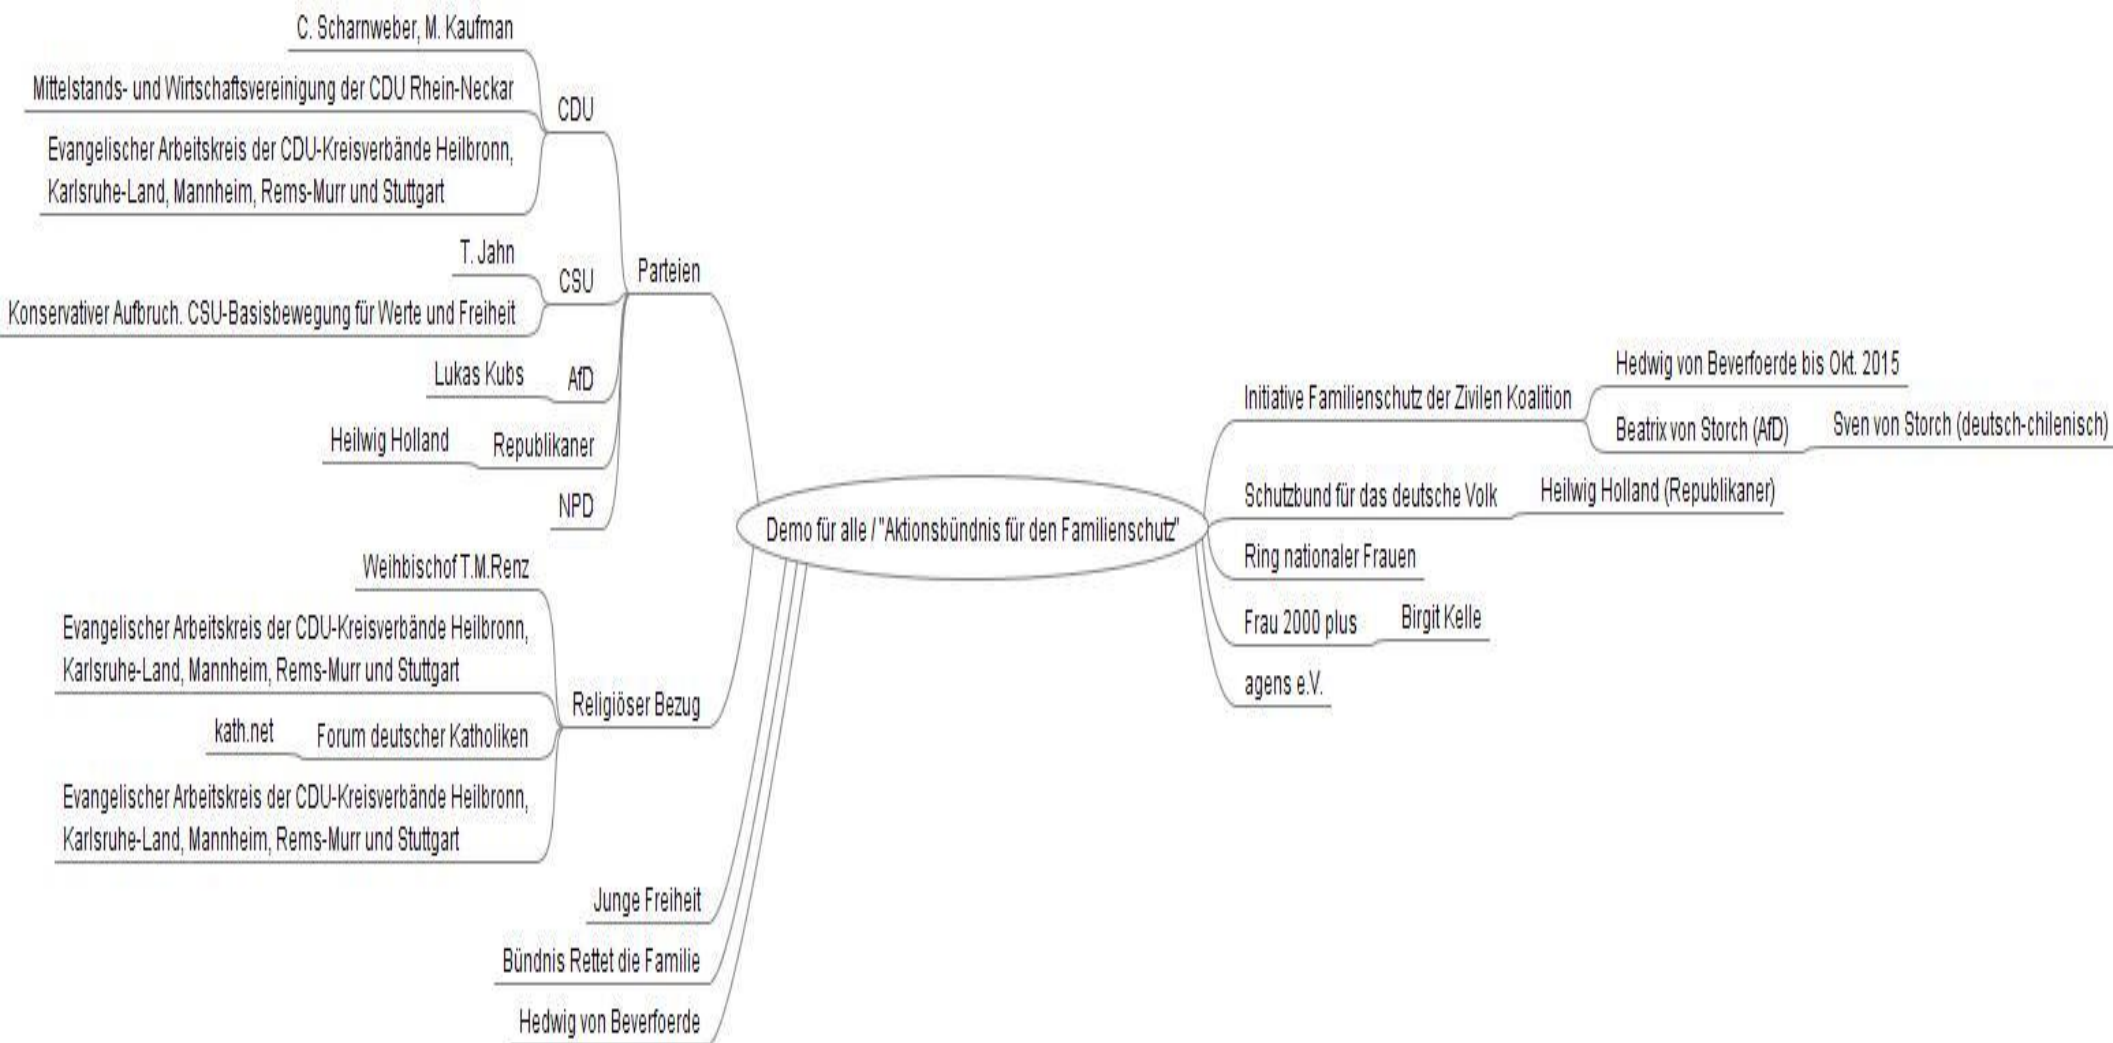 C. Scharnweber, M. Kaufman
Mittelstands- und Wirtschaftsvereinigung der CDU Rhein-Neckar
CDU
Evangelischer Arbeitskreis der CDU-Kreisverbände Heilbronn,
Karlsruhe-Land, Mannheim, Rems-Murr und Stuttgart
T. Jahn
CSU
Konservativer Aufbruch. CSU-Basisbewegung für Werte und Freiheit
Parteien
Lukas Kubs
AfD
Heilwig Holland
Republikaner
NPD
Weihbischof T.M.Renz
Evangelischer Arbeitskreis der CDU-Kreisverbände Heilbronn,
Karlsruhe-Land, Mannheim, Rems-Murr und Stuttgart
Religiöser Bezug
kath.net
Forum deutscher Katholiken
Evangelischer Arbeitskreis der CDU-Kreisverbände Heilbronn,
Karlsruhe-Land, Mannheim, Rems-Murr und Stuttgart
Junge Freiheit
Bündnis Rettet die Familie
Hedwig von Beverfoerde
Demo für alle / "Aktionsbündnis für den Familienschutz"
Initiative Familienschutz der Zivilen Koalition
Hedwig von Beverfoerde bis Okt. 2015
Beatrix von Storch (AfD)
Sven von Storch (deutsch-chilenisch)
Schutzbund für das deutsche Volk
Heilwig Holland (Republikaner)
Ring nationaler Frauen
Frau 2000 plus
Birgit Kelle
agens e.V.